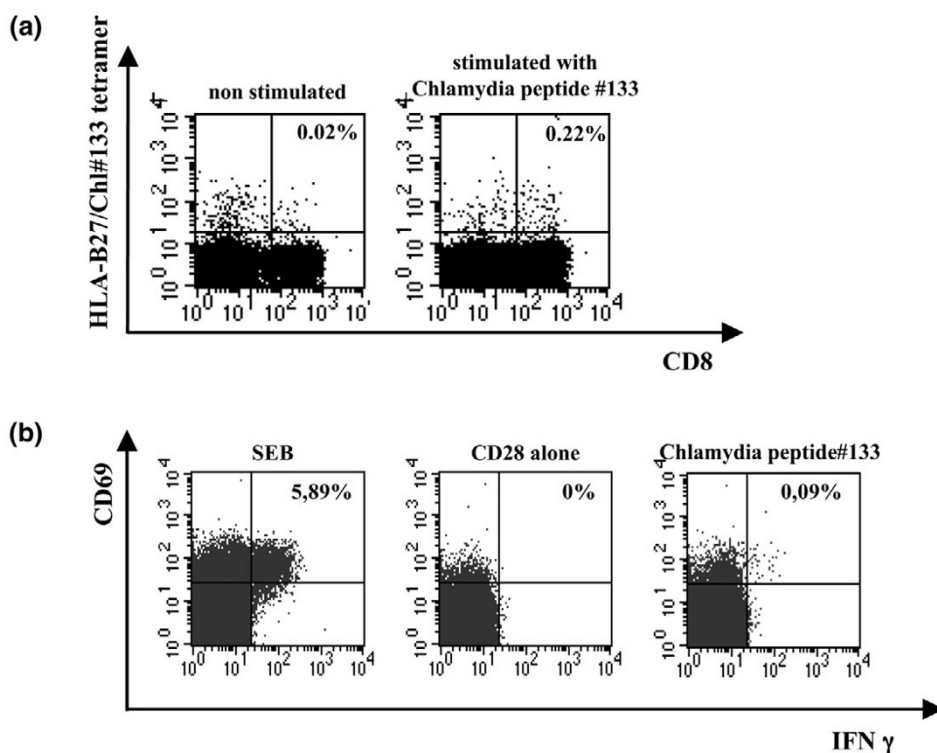 (a)
HLA-B27/Chl#133 tetramer
non stimulated
stimulated with
Chlamydia peptide #133
0.02%
0.22%
10⁴
10³
10²
10¹
10⁰
10⁴
10³
10²
10¹
10⁰
10⁰ 10¹ 10² 10³ 10'
10⁰ 10¹ 10² 10³ 10⁴
CD8
(b)
CD69
SEB
CD28 alone
Chlamydia peptide#133
5,89%
0%
0,09%
10⁴
10³
10²
10¹
10⁰
10⁴
10³
10²
10¹
10⁰
10⁴
10³
10²
10¹
10⁰
10⁰ 10¹ 10² 10³ 10⁴
10⁰ 10¹ 10² 10³ 10⁴
10⁰ 10¹ 10² 10³ 10⁴
IFN γ